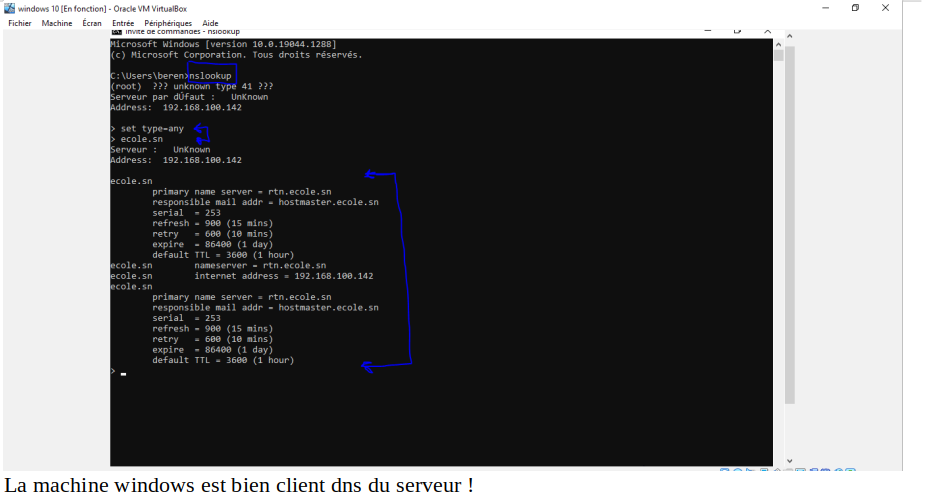 windows 10 [En fonction] - Oracle VM VirtualBox
Fichier Machine Écran Entrée Périphériques Aide
Invite de commandes - nslookup
Microsoft Windows [version 10.0.19044.1288]
(c) Microsoft Corporation. Tous droits réservés.
C:\Users\beren>nslookup
(root) ??? unknown type 41 ???
Serveur par dÚfaut : UnKnown
Address: 192.168.100.142
> set type=any
> ecole.sn
Serveur : UnKnown
Address: 192.168.100.142
ecole.sn
primary name server = rtn.ecole.sn
responsible mail addr = hostmaster.ecole.sn
serial = 253
refresh = 900 (15 mins)
retry = 600 (10 mins)
expire = 86400 (1 day)
default TTL = 3600 (1 hour)
ecole.sn nameserver = rtn.ecole.sn
ecole.sn internet address = 192.168.100.142
ecole.sn
primary name server = rtn.ecole.sn
responsible mail addr = hostmaster.ecole.sn
serial = 253
refresh = 900 (15 mins)
retry = 600 (10 mins)
expire = 86400 (1 day)
default TTL = 3600 (1 hour)
>
La machine windows est bien client dns du serveur !